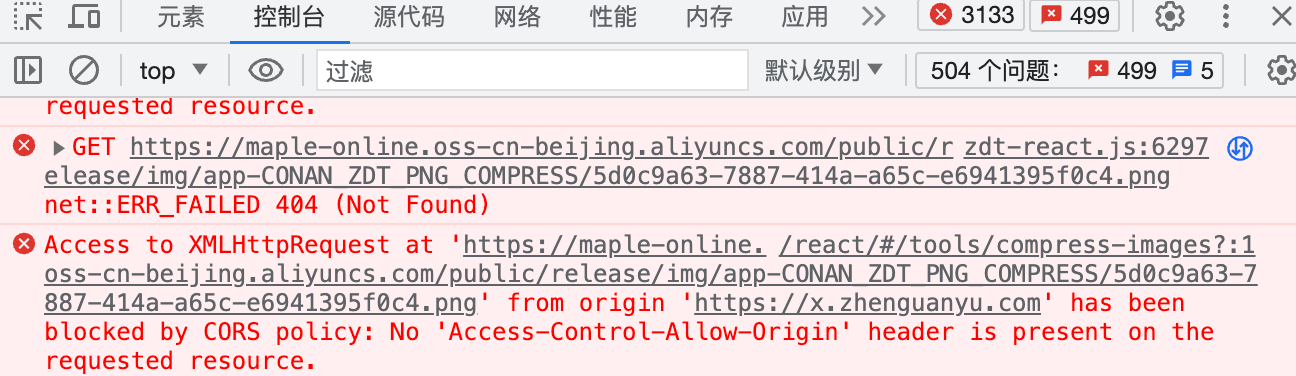 元素 控制台 源代码 网络 性能 内存 应用 3133 499
top 过滤 默认级别 504 个问题： 499 5
requested resource.
GET https://maple-online.oss-cn-beijing.aliyuncs.com/public/r zdt-react.js:6297
elease/img/app-CONAN_ZDT_PNG_COMPRESS/5d0c9a63-7887-414a-a65c-e6941395f0c4.png
net::ERR_FAILED 404 (Not Found)
Access to XMLHttpRequest at 'https://maple-online. /react/#/tools/compress-images?:1
oss-cn-beijing.aliyuncs.com/public/release/img/app-CONAN_ZDT_PNG_COMPRESS/5d0c9a63-7
887-414a-a65c-e6941395f0c4.png' from origin 'https://x.zhenguanyu.com' has been
blocked by CORS policy: No 'Access-Control-Allow-Origin' header is present on the
requested resource.